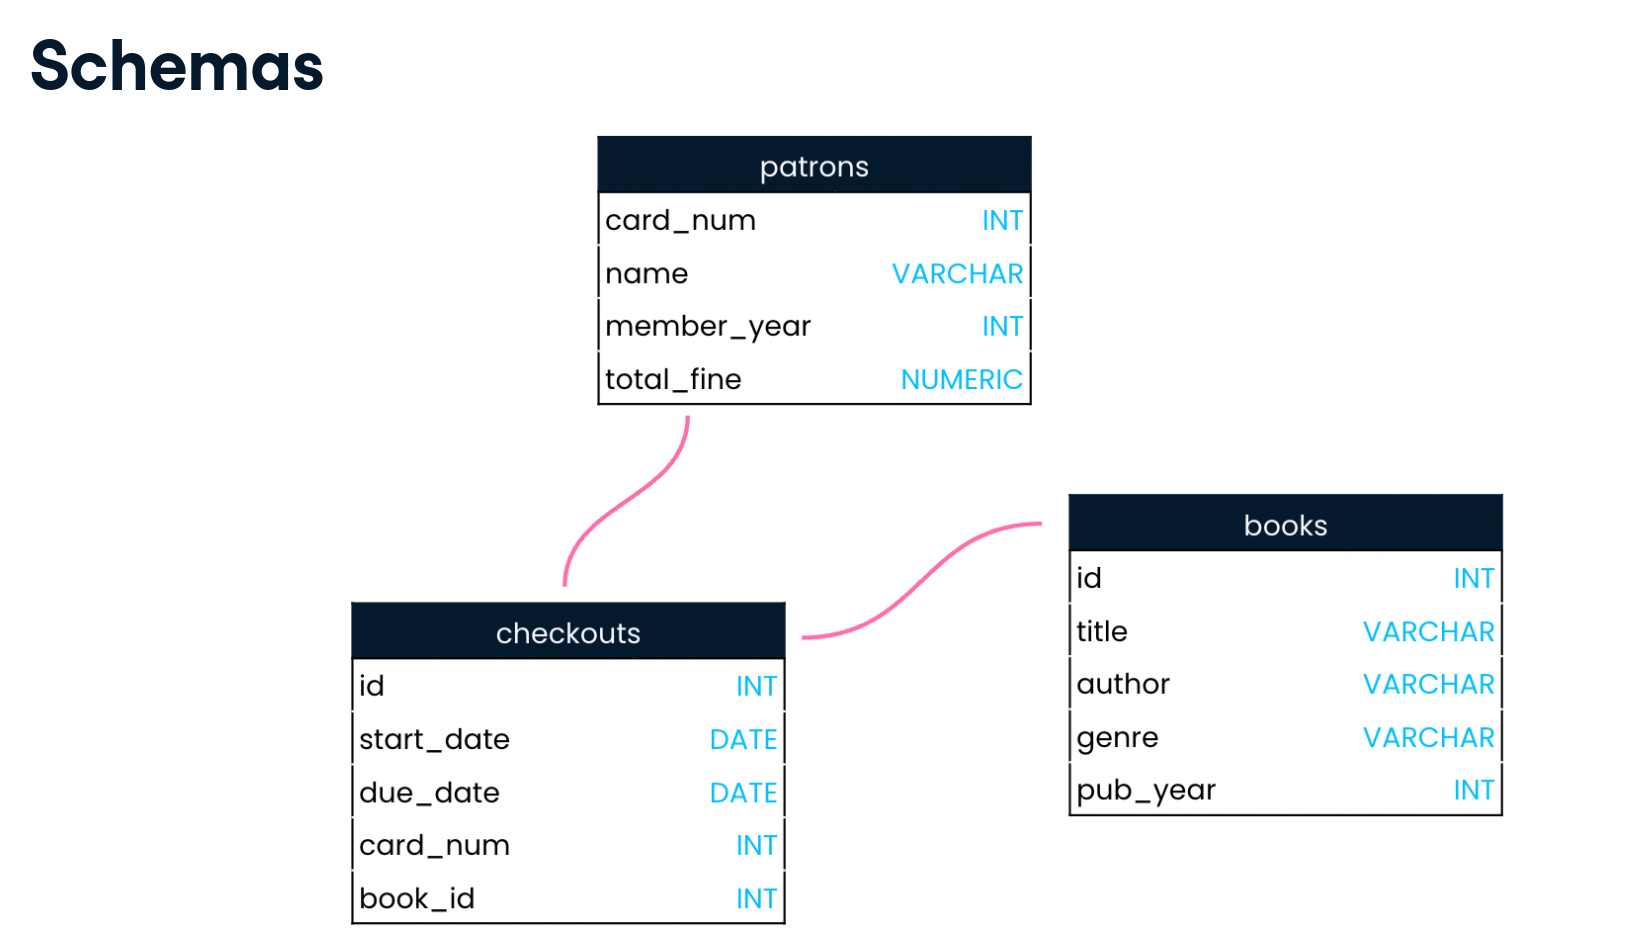 Schemas
patrons
card_num INT
name VARCHAR
member_year INT
total_fine NUMERIC
checkouts
id INT
start_date DATE
due_date DATE
card_num INT
book_id INT
books
id INT
title VARCHAR
author VARCHAR
genre VARCHAR
pub_year INT